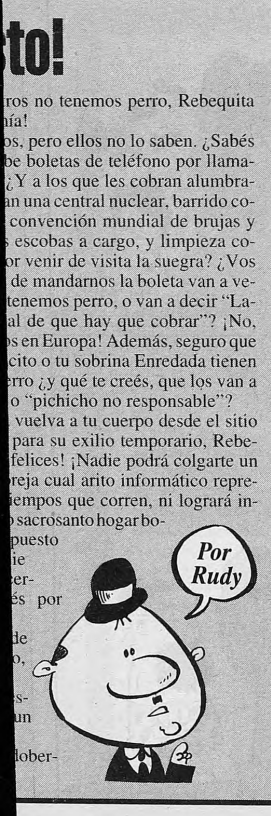 sto!
ros no tenemos perro, Rebequita
nía!
os, pero ellos no lo saben. ¿Sabés
be boletas de teléfono por llama-
¿Y a los que les cobran alumbra-
an una central nuclear, barrido co-
convención mundial de brujas y
s escobas a cargo, y limpieza co-
or venir de visita la suegra? ¿Vos
de mandarnos la boleta van a ve-
tenemos perro, o van a decir “La-
al de que hay que cobrar”? ¡No,
os en Europa! Además, seguro que
cito o tu sobrina Enredada tienen
erro ¿y qué te creés, que los van a
o “pichicho no responsable”?
vuelva a tu cuerpo desde el sitio
para su exilio temporario, Rebe-
felices! ¡Nadie podrá colgarte un
oreja cual arito informático repre-
iempos que corren, ni logrará in-
o sacrosanto hogar bo-
puesto
ie
cer-
és por
de
o,
s-
un
dober-
Por
Rudy